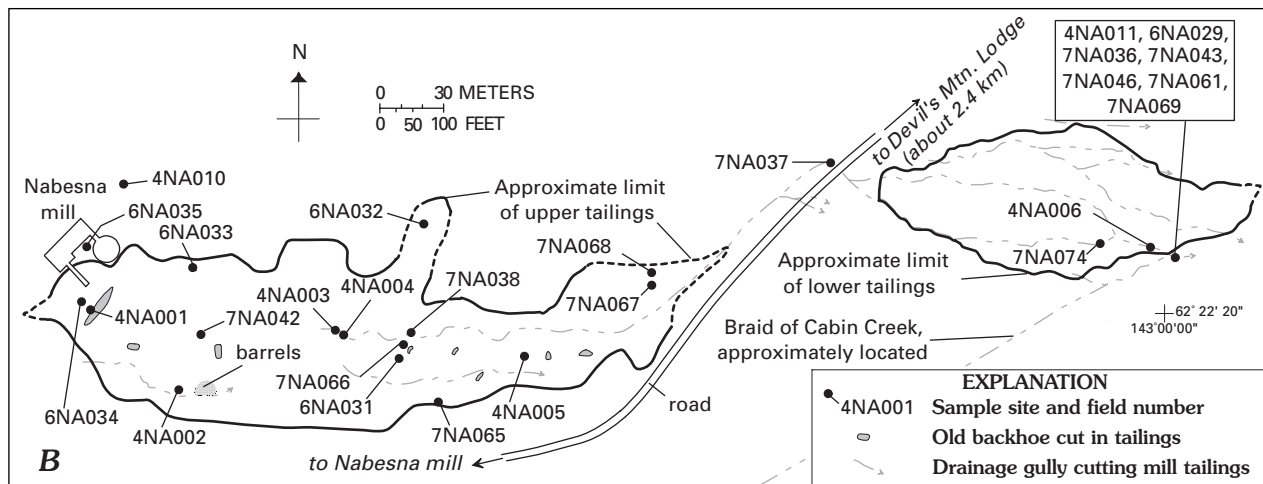 4NA011, 6NA029,
7NA036, 7NA043,
7NA046, 7NA061,
7NA069
N
0 30 METERS
0 50 100 FEET
to Devil's Mtn. Lodge
(about 2.4 km)
7NA037
4NA010
Nabesna
mill
6NA035
6NA033
6NA032
Approximate limit
of upper tailings
7NA068
7NA067
4NA006
7NA074
Approximate limit
of lower tailings
4NA003
4NA004
7NA038
4NA001
7NA042
barrels
62° 22' 20"
143°00'00"
Braid of Cabin Creek,
approximately located
7NA066
6NA031
4NA005
road
6NA034
4NA002
7NA065
to Nabesna mill
B
EXPLANATION
4NA001 Sample site and field number
Old backhoe cut in tailings
Drainage gully cutting mill tailings